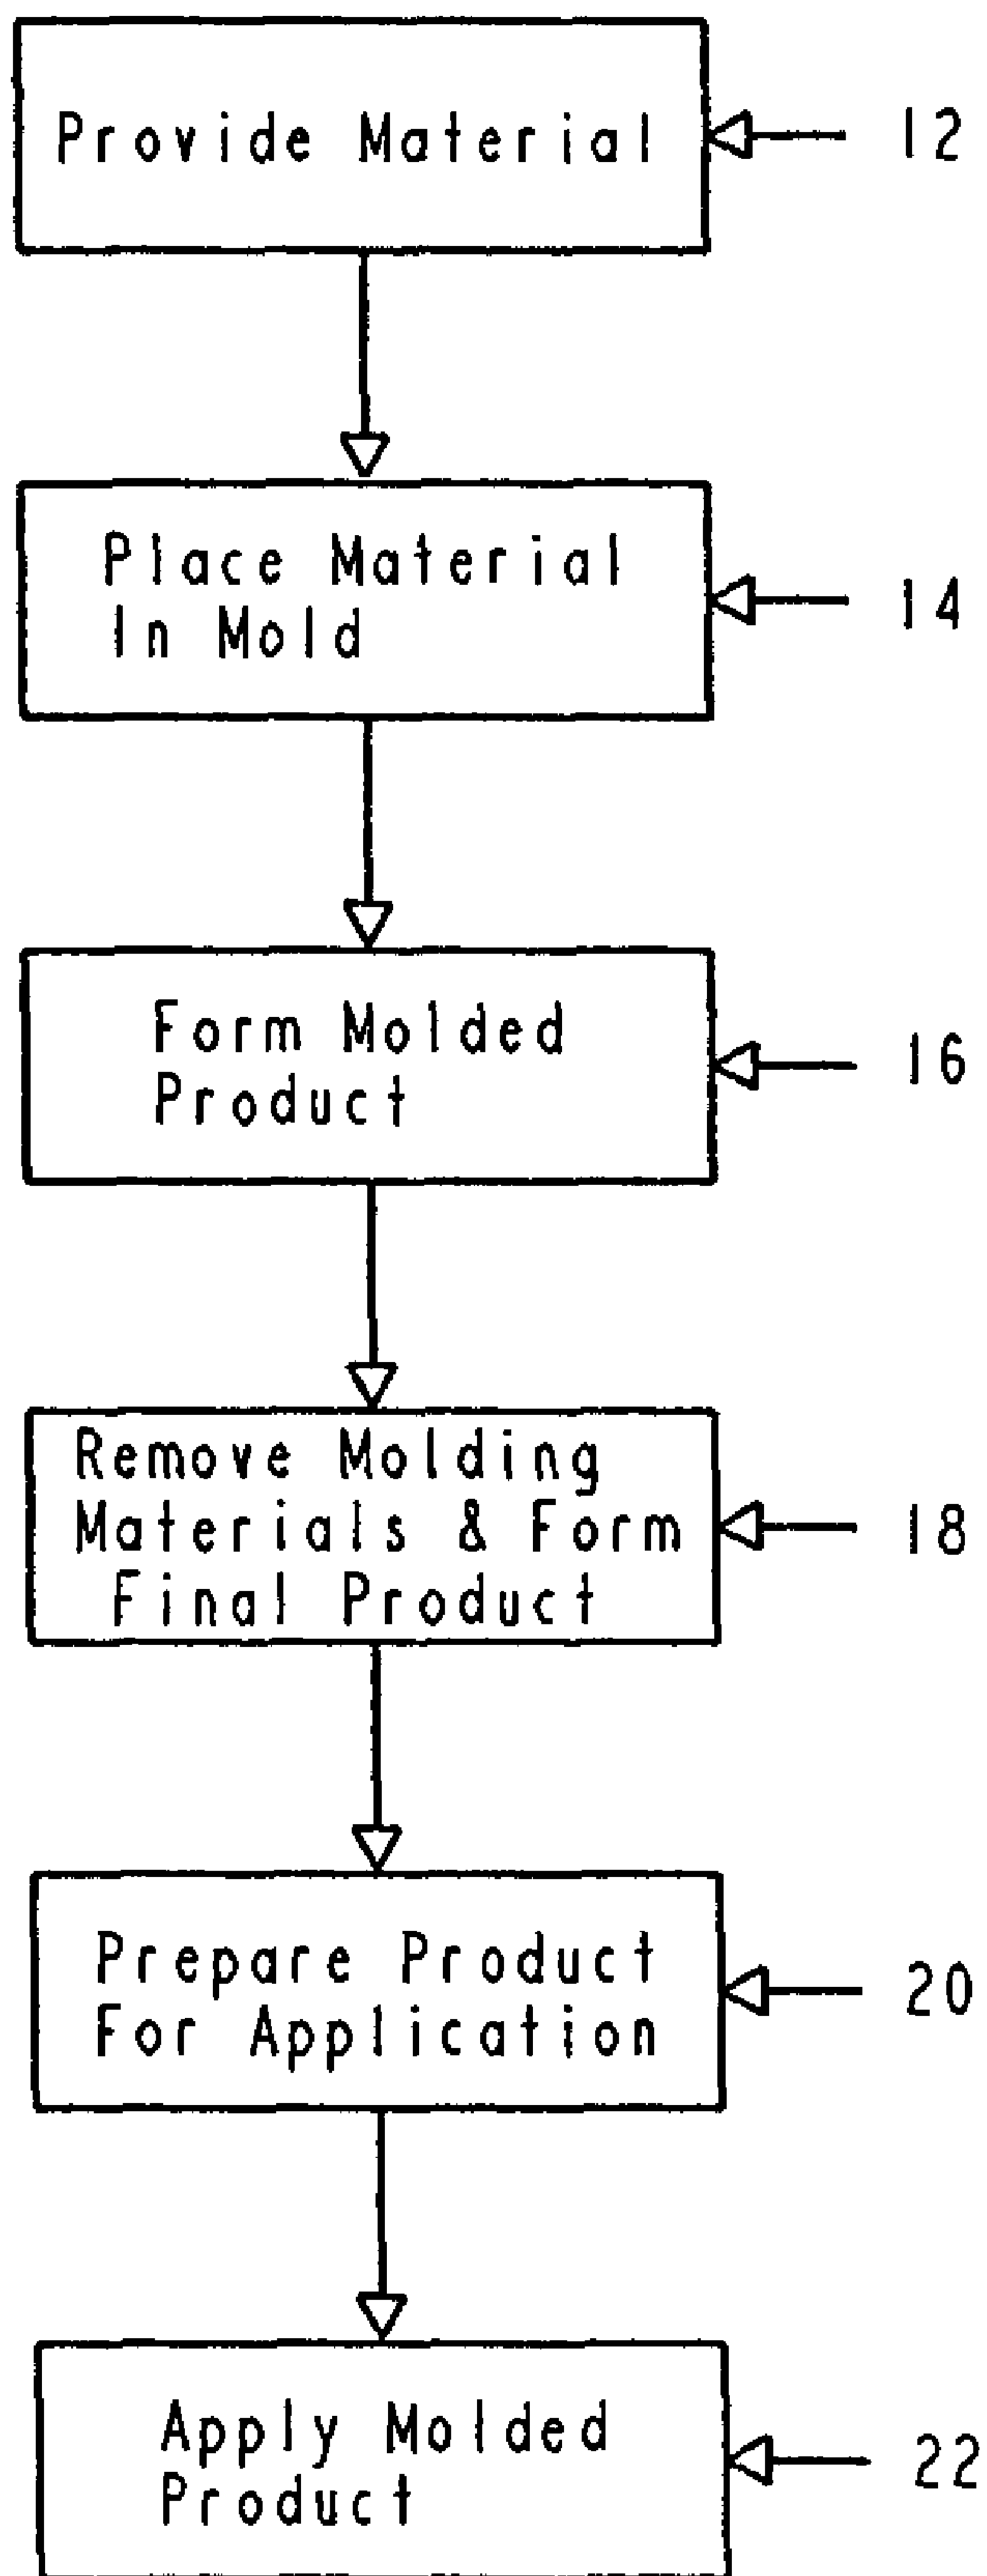 Provide Material
12
Place Material
In Mold
14
Form Molded
Product
16
Remove Molding
Materials & Form
Final Product
18
Prepare Product
For Application
20
Apply Molded
Product
22